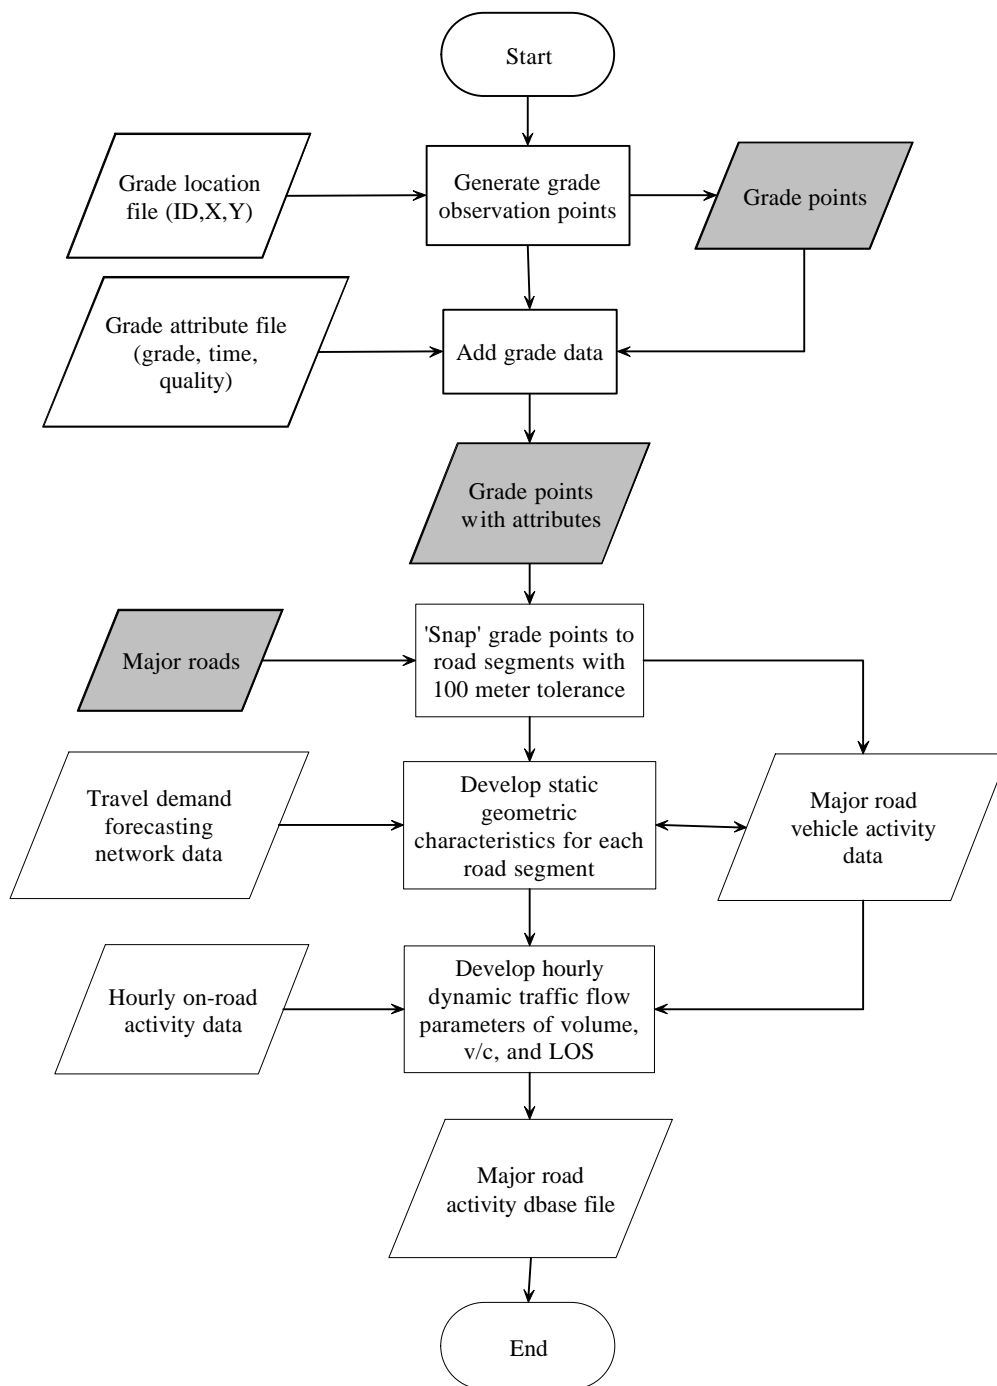 Start
Grade location
file (ID,X,Y)
Generate grade
observation points
Grade points
Grade attribute file
(grade, time,
quality)
Add grade data
Grade points
with attributes
Major roads
'Snap' grade points to
road segments with
100 meter tolerance
Travel demand
forecasting
network data
Develop static
geometric
characteristics for each
road segment
Major road
vehicle activity
data
Hourly on-road
activity data
Develop hourly
dynamic traffic flow
parameters of volume,
v/c, and LOS
Major road
activity dbase file
End